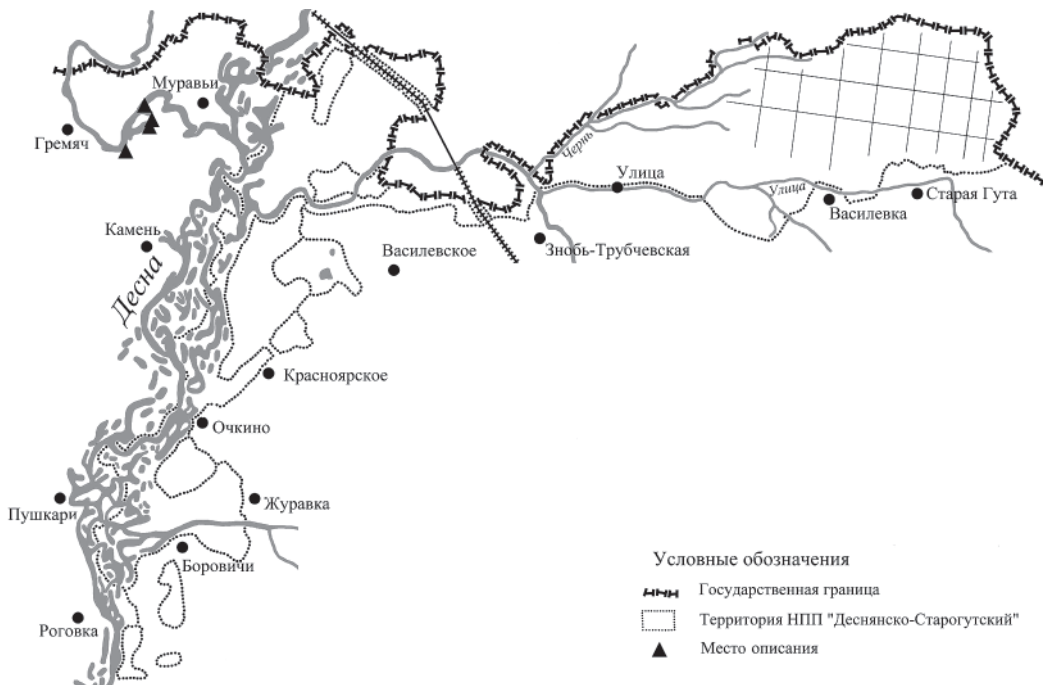 Муравьи
Гремяч
Чернь
Улица
Улица
Старая Гута
Василевка
Камень
Василевское
Знобь-Трубчевская
Десна
Красноярское
Очкино
Пушкари
Журавка
Боровичи
Роговка
Условные обозначения
Государственная граница
Территория НПП "Деснянско-Старогутский"
Место описания